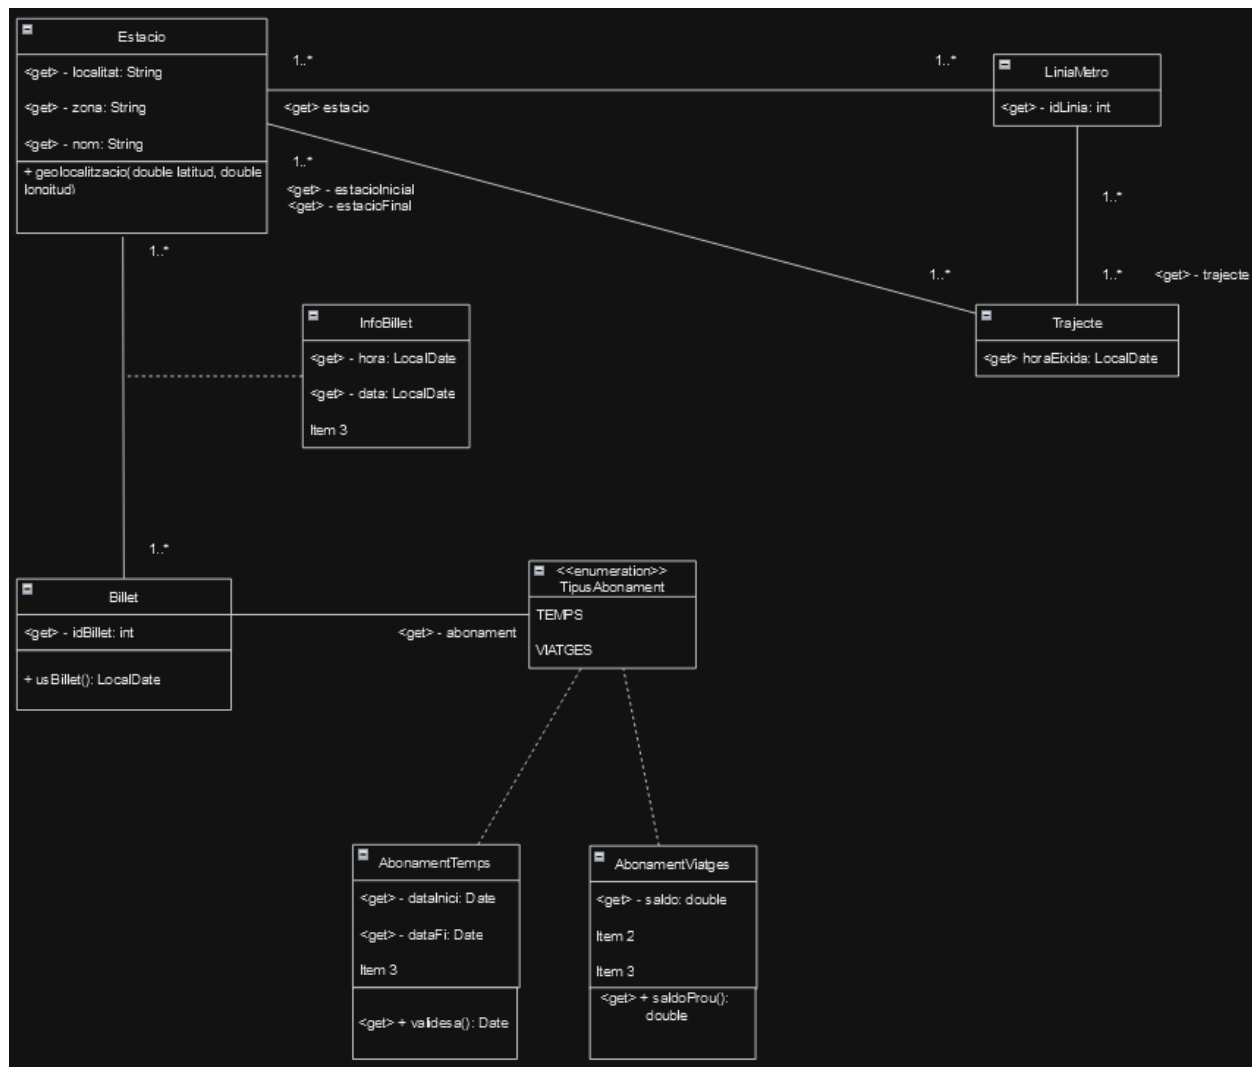 Estacio
<get> - localitat: String
<get> - zona: String
<get> - nom: String
+ geolocalitzacio(double latitud, double
longitud)
1..*
1..*
<get> estacio
LiniaMetro
<get> - idLinia: int
1..*
<get> - estacioInicial
<get> - estacioFinal
1..*
1..*
1..*
1..*
<get> - trajecte
Trajecte
<get> horaEixida: LocalDate
InfoBillet
<get> - hora: LocalDate
<get> - data: LocalDate
Item 3
1..*
Billet
<get> - idBillet: int
+ usBillet(): LocalDate
<get> - abonament
<<enumeration>>
TipusAbonament
TEMPS
VIATGES
AbonamentTemps
<get> - dataInici: Date
<get> - dataFi: Date
Item 3
<get> + validesa(): Date
AbonamentViatges
<get> - saldo: double
Item 2
Item 3
<get> + saldoProu():
double